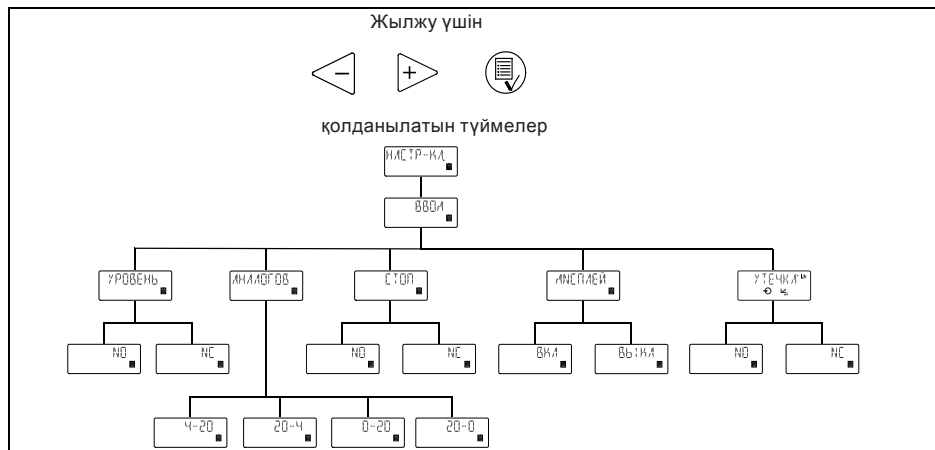 Жылжу үшін
− +
қолданылатын түймелер
НАСТР-КА
ВВОД
УРОВЕНЬ АНАЛОГОВ СТОП ДИСПЛЕЙ УТЕЧКА
NO NC NO NC ВКЛ ВЫКЛ NO NC
4-20 20-4 0-20 20-0